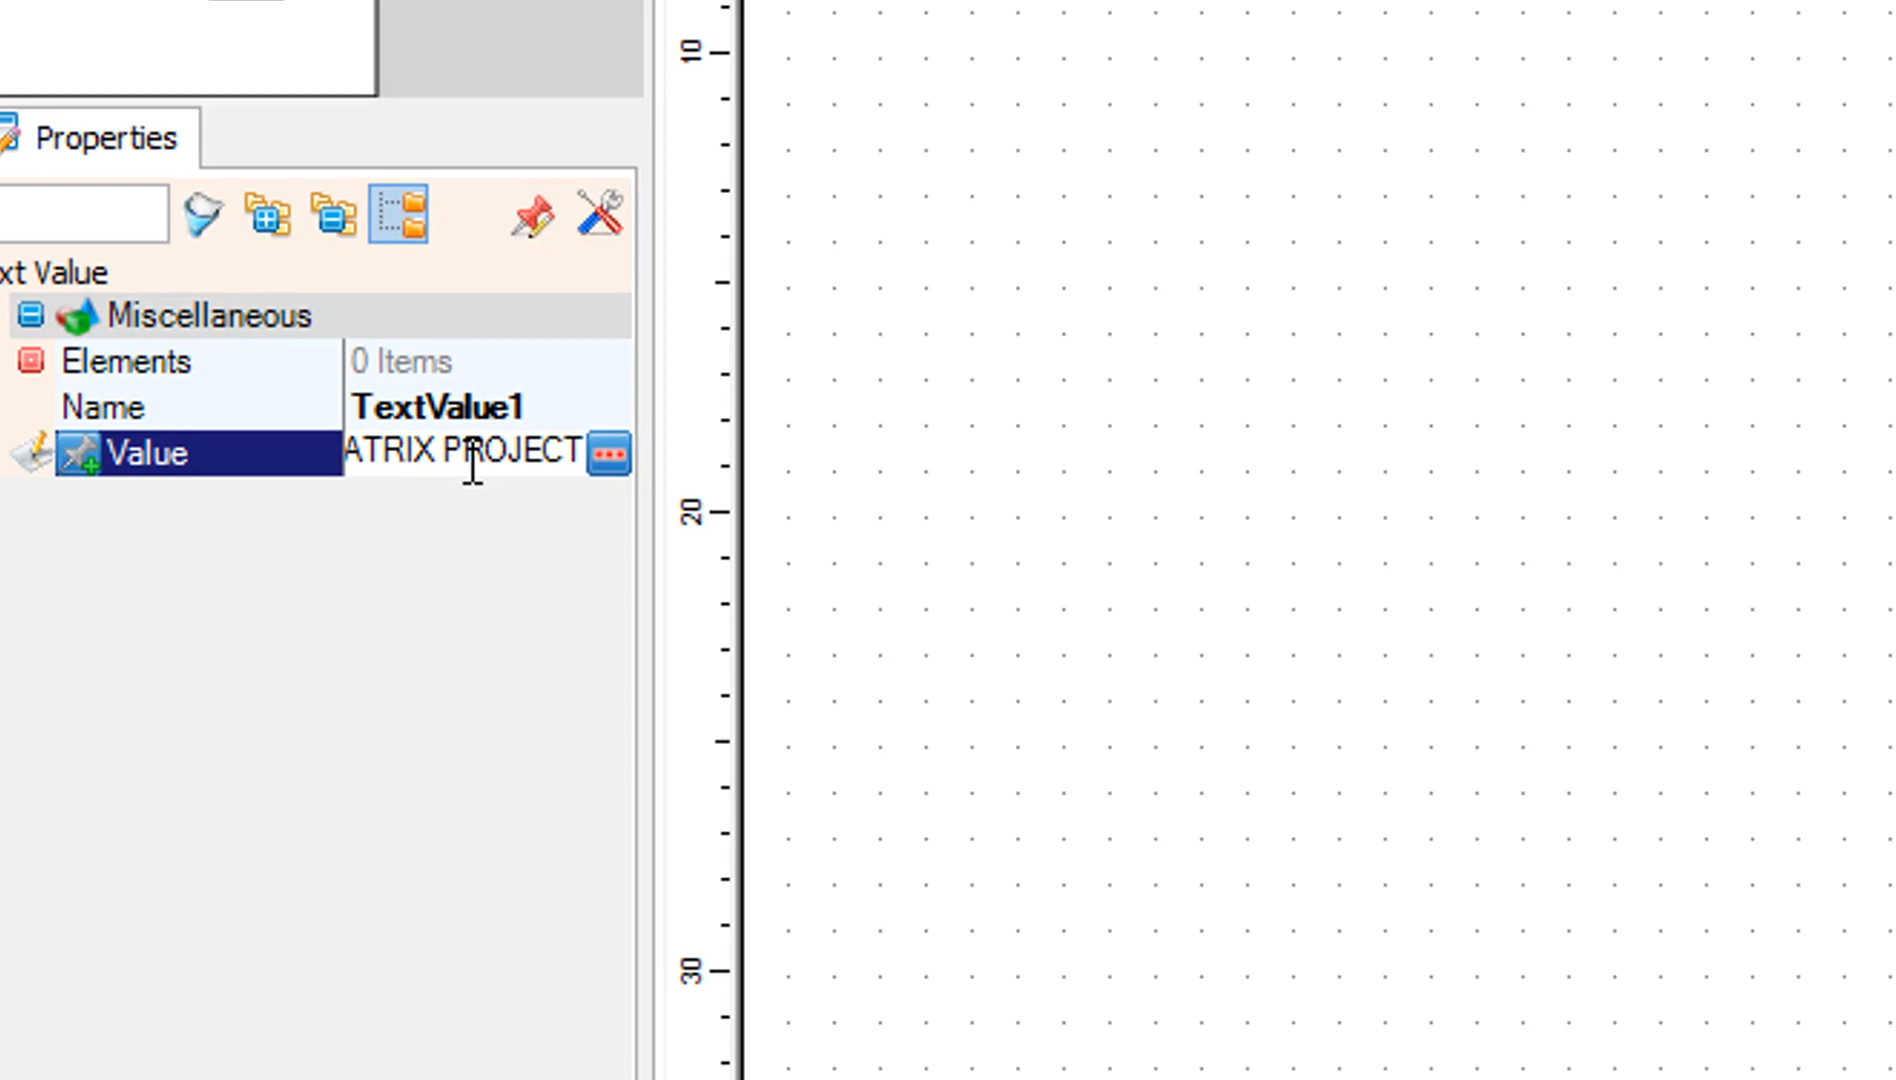 10
Properties
xt Value
Miscellaneous
Elements 0 Items
Name TextValue1
Value ATRIX PROJECT
20
30